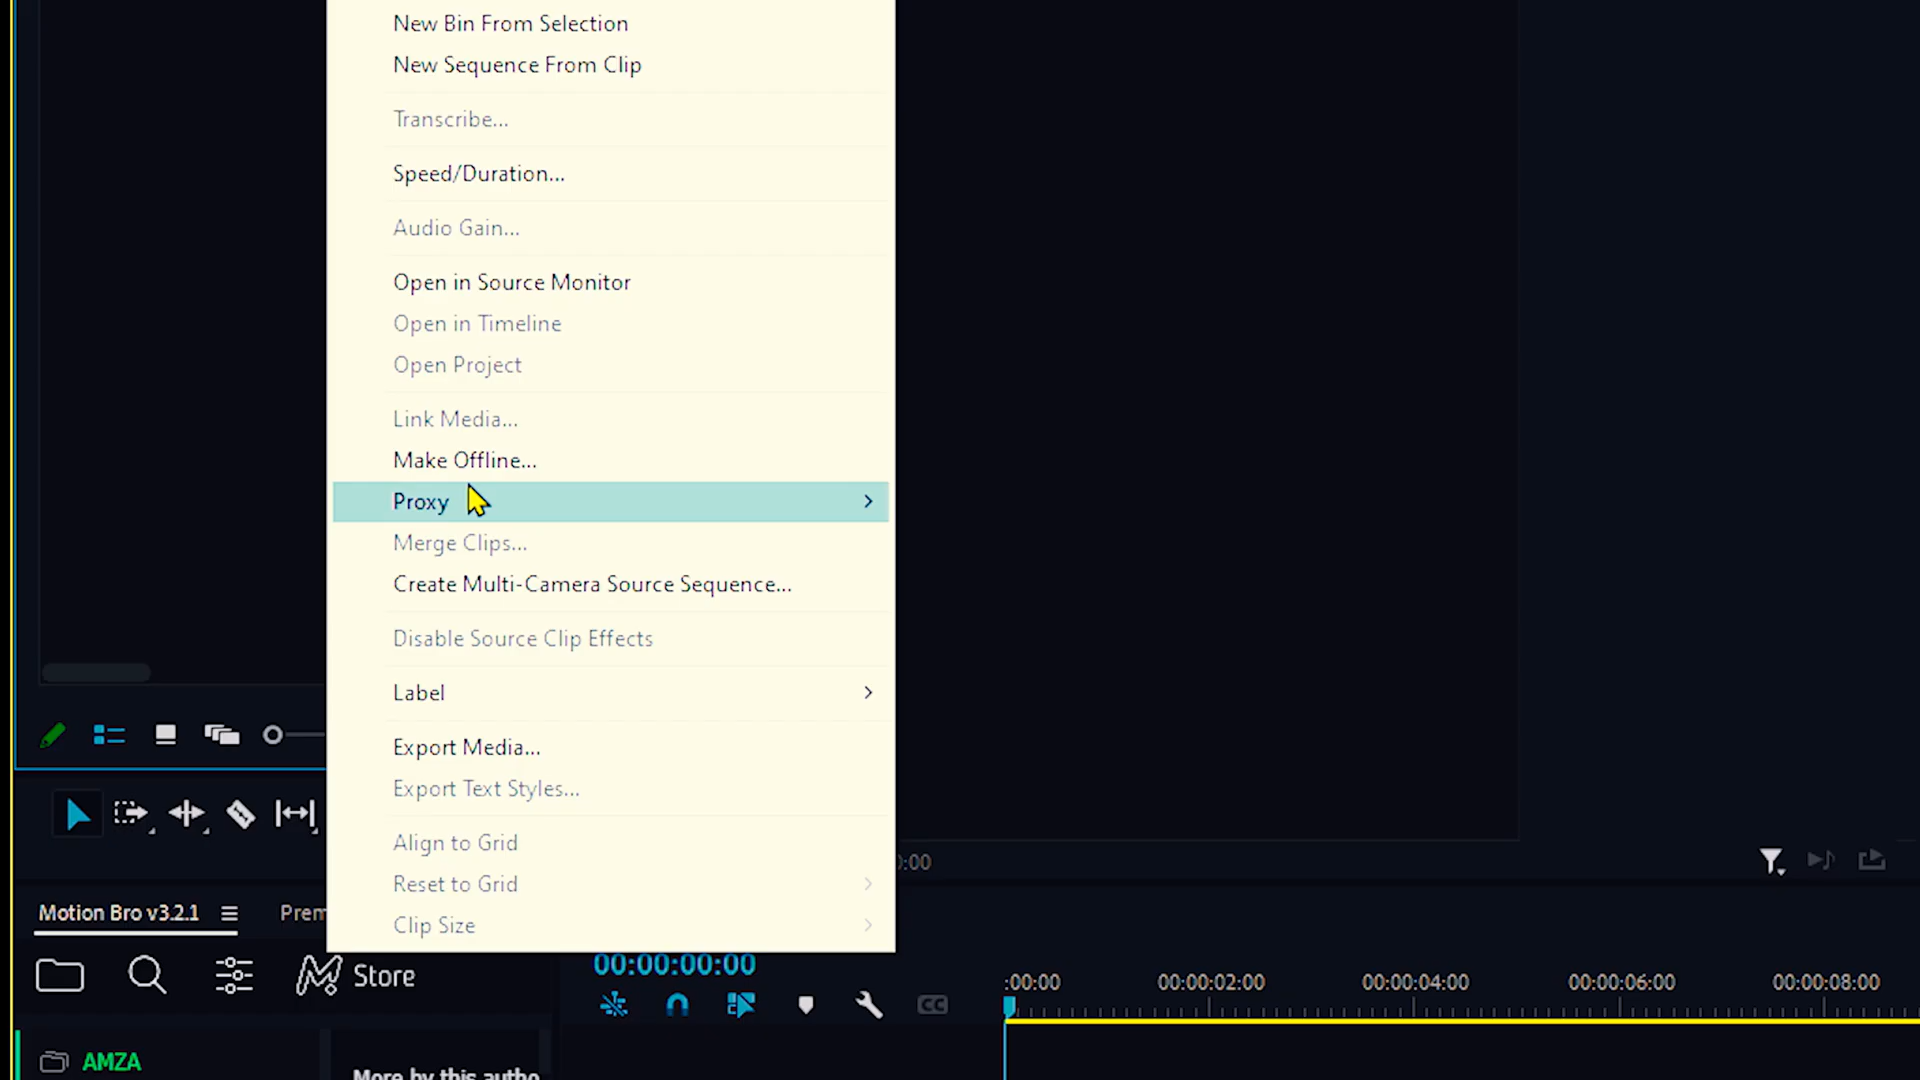 New Bin From Selection
New Sequence From Clip
Transcribe...
Speed/Duration...
Audio Gain...
Open in Source Monitor
Open in Timeline
Open Project
Link Media...
Make Offline...
Proxy
Merge Clips...
Create Multi-Camera Source Sequence...
Disable Source Clip Effects
Label
Export Media...
Export Text Styles...
Align to Grid
Reset to Grid
Clip Size
:00
Motion Bro v3.2.1
Prem
Store
00:00:00:00
CC
:00:00
00:00:02:00
00:00:04:00
00:00:06:00
00:00:08:00
AMZA
More by this autho